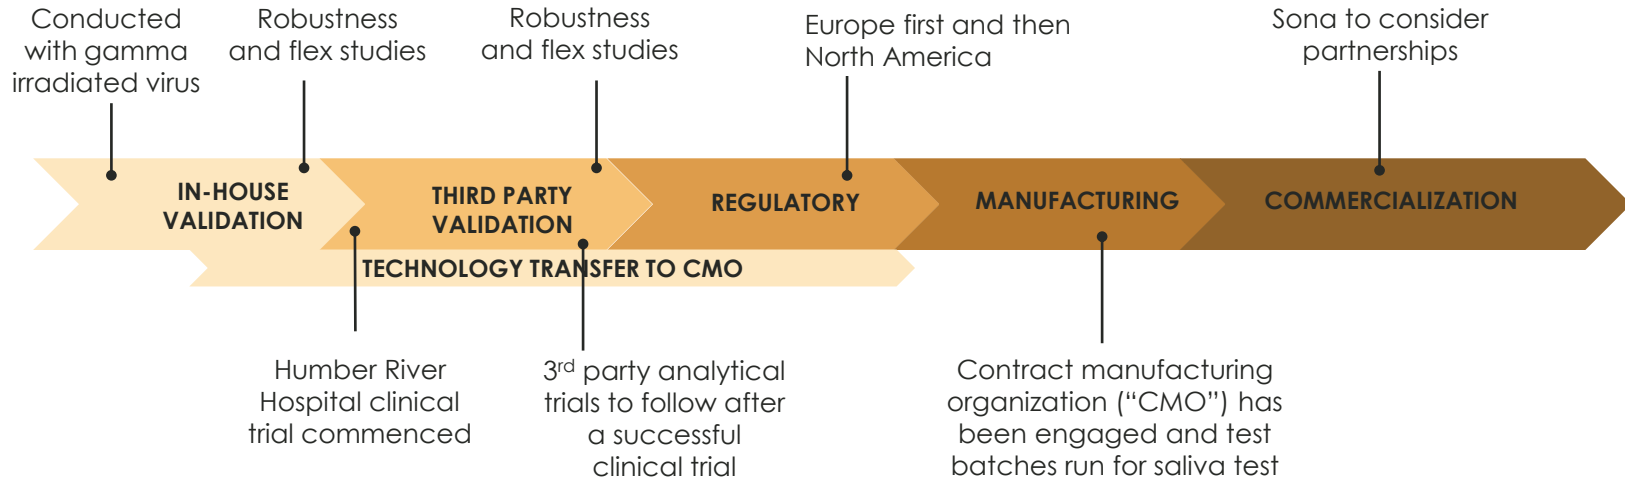 Conducted
with gamma
irradiated virus
Robustness
and flex studies
Robustness
and flex studies
Europe first and then
North America
Sona to consider
partnerships
IN-HOUSE
VALIDATION
THIRD PARTY
VALIDATION
REGULATORY
MANUFACTURING
COMMERCIALIZATION
TECHNOLOGY TRANSFER TO CMO
Humber River
Hospital clinical
trial commenced
3rd party analytical
trials to follow after
a successful
clinical trial
Contract manufacturing
organization (“CMO”) has
been engaged and test
batches run for saliva test